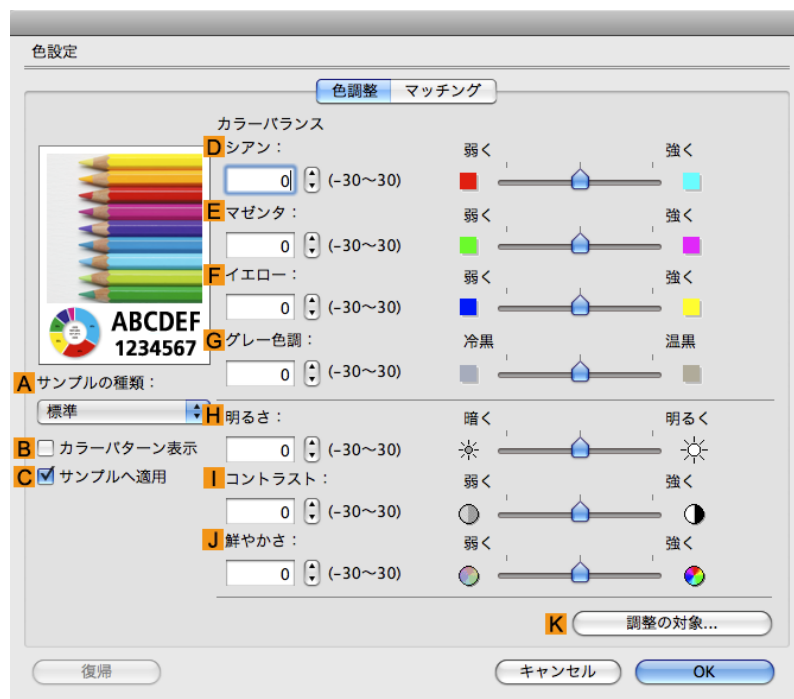 色設定
色調整 マッチング
カラーバランス
D シアン：
弱く 強く
0 (-30～30)
E マゼンタ：
弱く 強く
0 (-30～30)
F イエロー：
弱く 強く
0 (-30～30)
G グレー色調：
冷黒 温黒
0 (-30～30)
ABCDEF
1234567
A サンプルの種類：
標準
B カラーパターン表示
C サンプルへ適用
H 明るさ：
暗く 明るく
0 (-30～30)
I コントラスト：
弱く 強く
0 (-30～30)
J 鮮やかさ：
弱く 強く
0 (-30～30)
K 調整の対象...
復帰 キャンセル OK